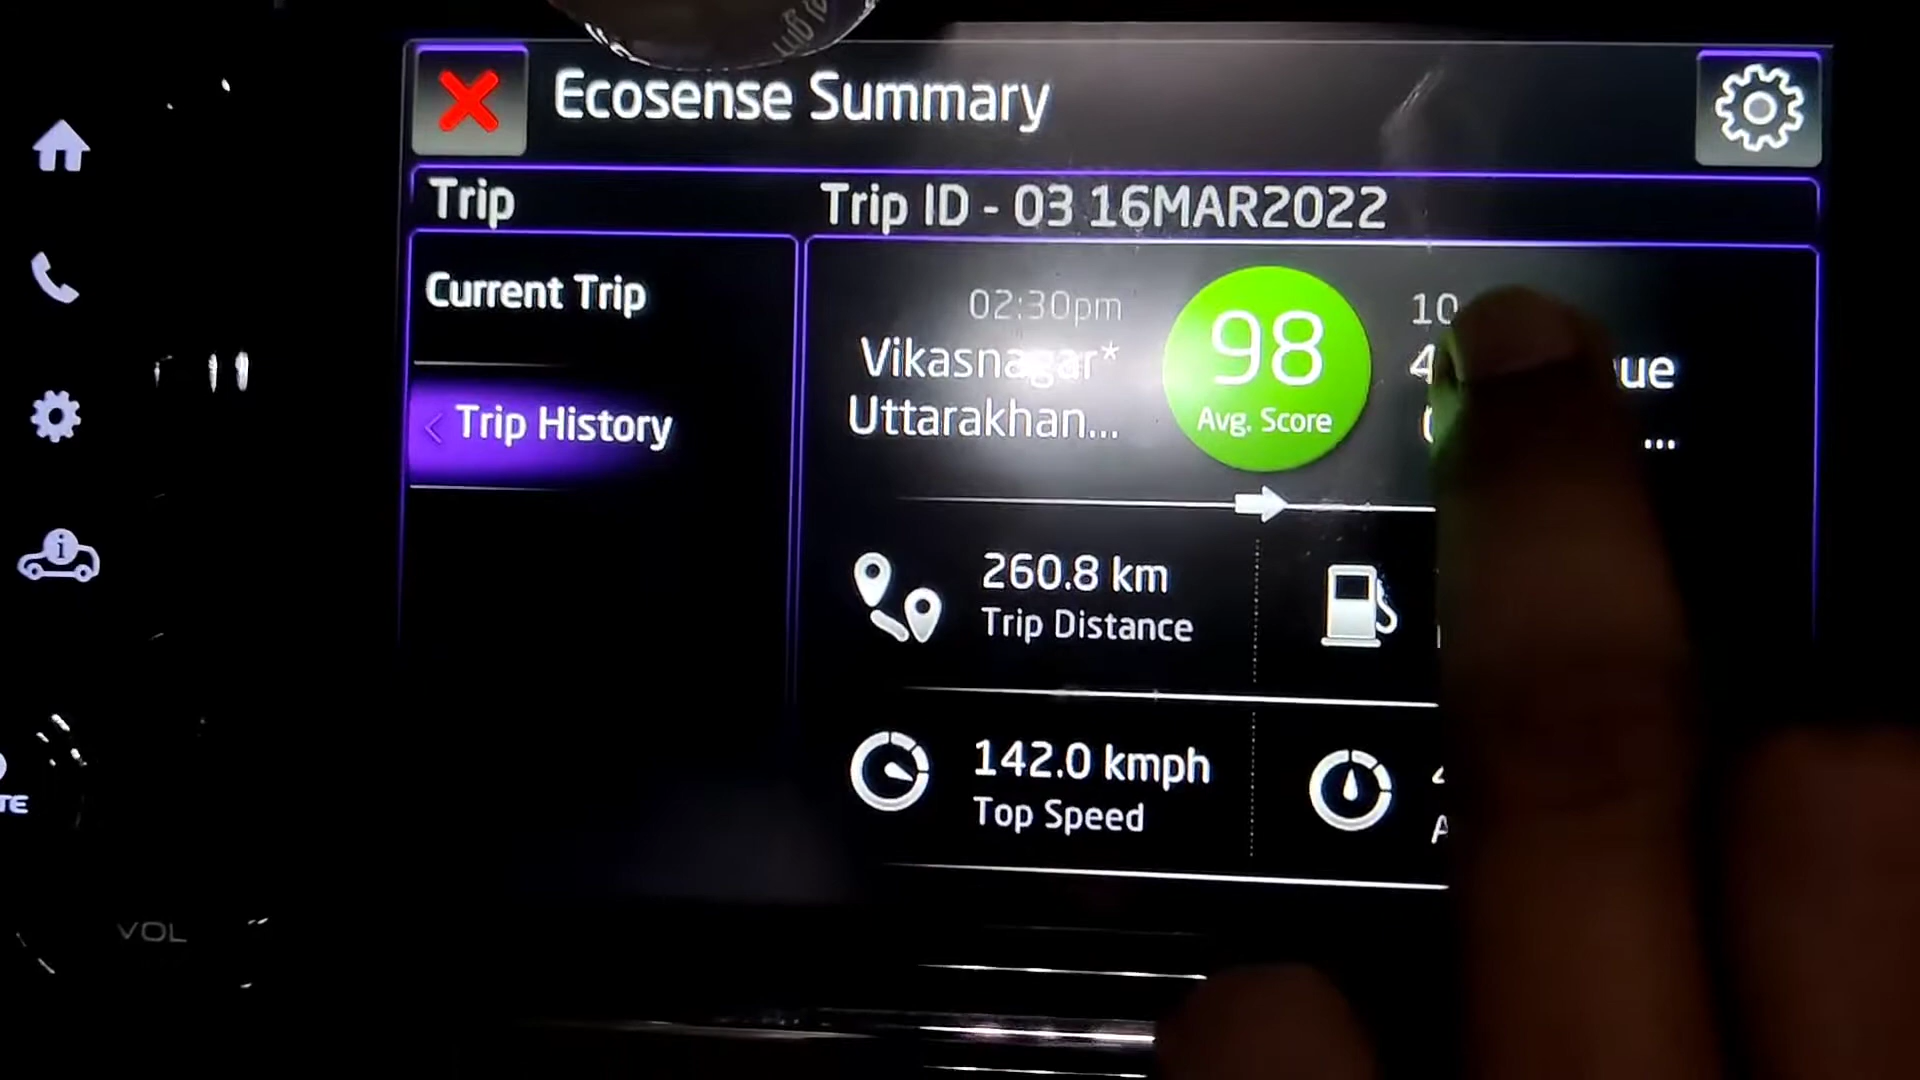 Ecosense Summary
Trip
Trip ID - 03 16MAR2022
Current Trip
Trip History
02:30pm
Vikasnagar*
Uttarakhan...
98
Avg. Score
10
260.8 km
Trip Distance
142.0 kmph
Top Speed
VOL